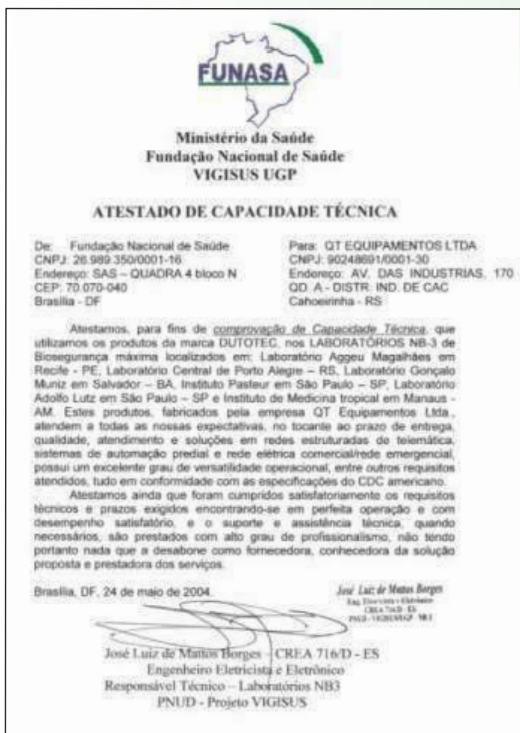 FUNASA
Ministério da Saúde
Fundação Nacional de Saúde
VIGISUS UGP
ATESTADO DE CAPACIDADE TÉCNICA
De: Fundação Nacional de Saúde
CNPJ: 26.989.350/0001-16
Endereço: SAS – QUADRA 4 bloco N
CEP: 70.070-040
Brasília - DF
Para: QT EQUIPAMENTOS LTDA
CNPJ: 90248691/0001-30
Endereço: AV. DAS INDUSTRIAS, 170
QD. A - DISTR. IND. DE CAC
Cahoeirinha - RS
Atestamos, para fins de comprovação de Capacidade Técnica, que
utilizamos os produtos da marca DUTOTEC, nos LABORATÓRIOS NB-3 de
Biosegurança máxima localizados em: Laboratório Aggeu Magalhães em
Recife - PE, Laboratório Central de Porto Alegre – RS, Laboratório Gonçalo
Muniz em Salvador – BA, Instituto Pasteur em São Paulo – SP, Laboratório
Adolfo Lutz em São Paulo – SP e Instituto de Medicina tropical em Manaus -
AM. Estes produtos, fabricados pela empresa QT Equipamentos Ltda.,
atendem a todas as nossas expectativas, no tocante ao prazo de entrega,
qualidade, atendimento e soluções em redes estruturadas de telemática,
sistemas de automação predial e rede elétrica comercial/rede emergencial,
possui um excelente grau de versatilidade operacional, entre outros requisitos
atendidos, tudo em conformidade com as especificações do CDC americano.
Atestamos ainda que foram cumpridos satisfatoriamente os requisitos
técnicos e prazos exigidos encontrando-se em perfeita operação e com
desempenho satisfatório, e o suporte e assistência técnica, quando
necessários, são prestados com alto grau de profissionalismo, não tendo
portanto nada que a desabone como fornecedora, conhecedora da solução
proposta e prestadora dos serviços.
Brasília, DF, 24 de maio de 2004.
José Luiz de Mattos Borges
Eng. Eletricista e Eletrônico
CREA 716/D - ES
José Luiz de Mattos Borges – CREA 716/D - ES
Engenheiro Eletricista e Eletrônico
Responsável Técnico – Laboratórios NB3
PNUD - Projeto VIGISUS